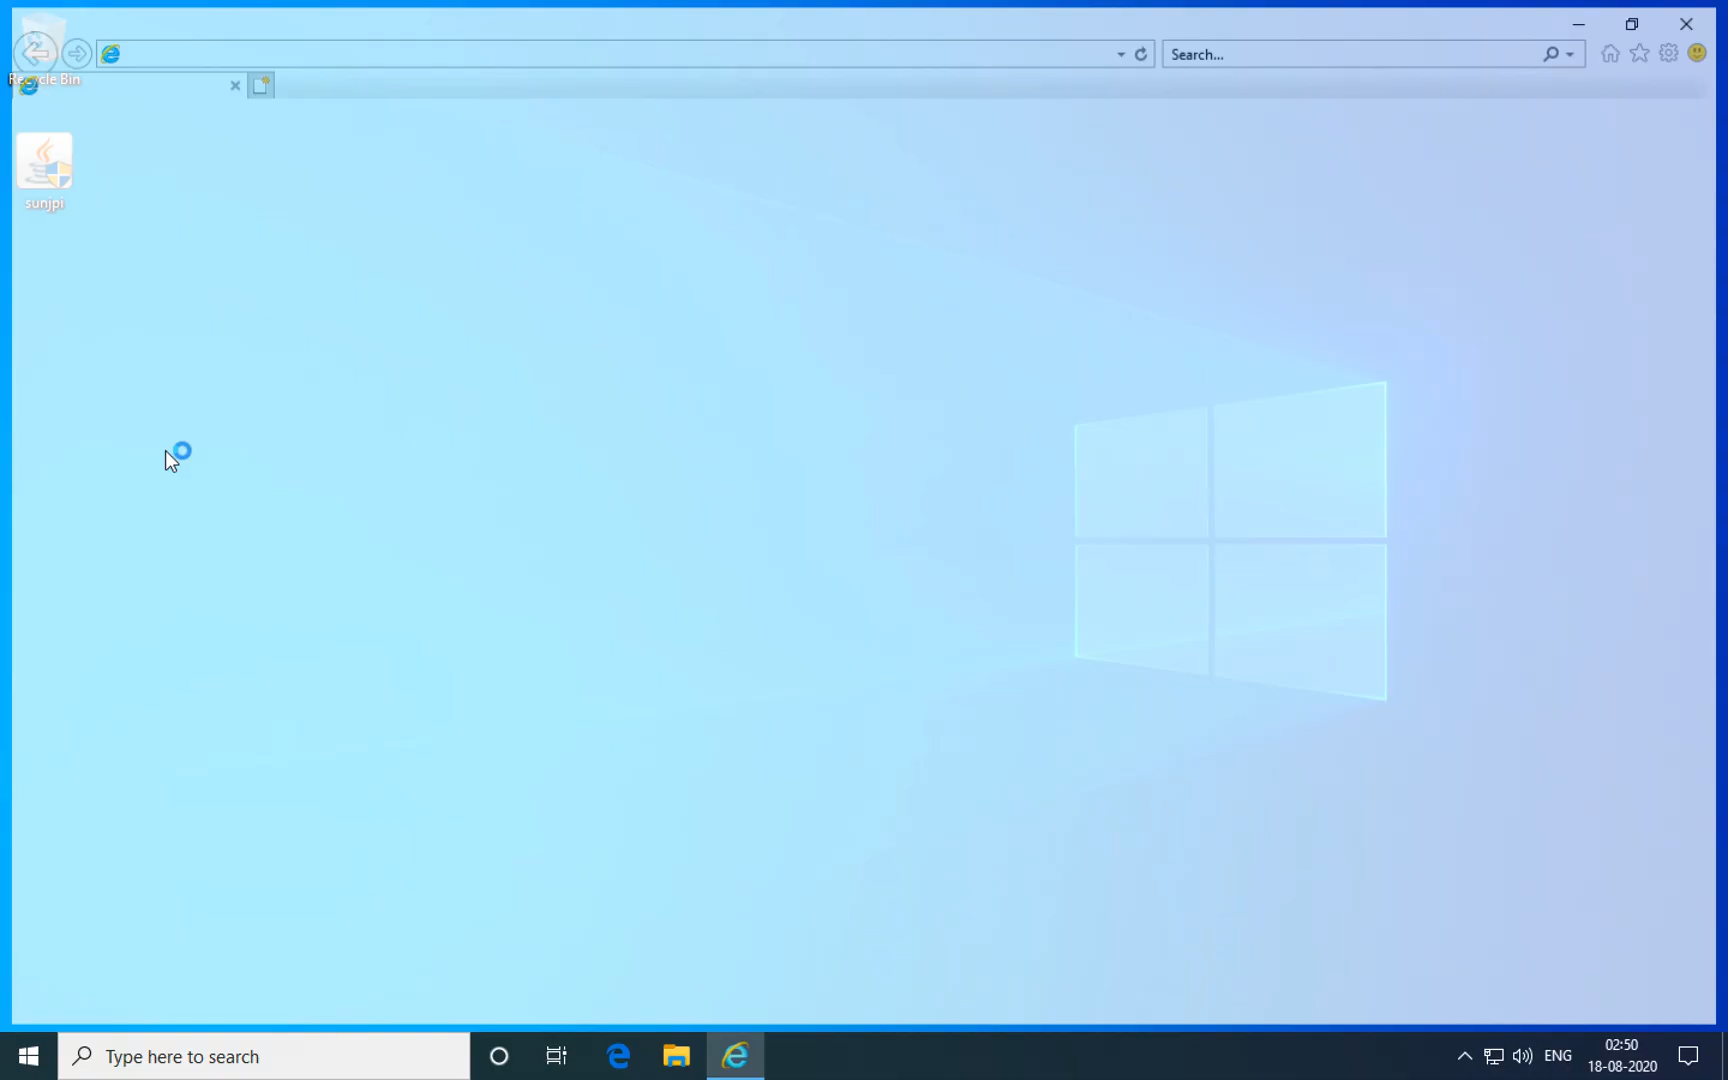 Search...
Recycle Bin
sunjpi
Type here to search
ENG
02:50
18-08-2020